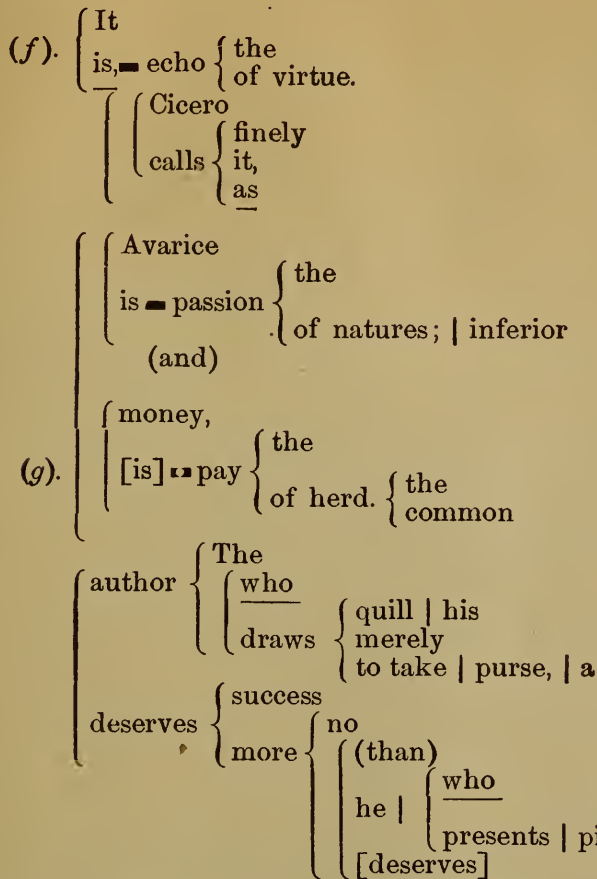 (f). It
is, echo the
of virtue.
Cicero
calls finely
it,
as
Avarice
is passion the
of natures; | inferior
(and)
money,
(g). [is] pay the
of herd. the
common
author The
who
draws quill | his
merely
to take | purse, | a
deserves success
more no
(than)
he | who
presents | pi
[deserves]